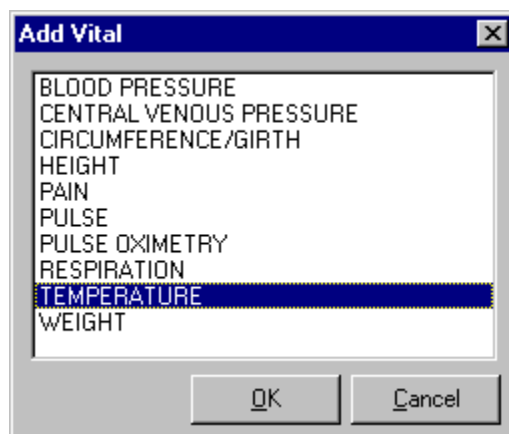 Add Vital
BLOOD PRESSURE
CENTRAL VENOUS PRESSURE
CIRCUMFERENCE/GIRTH
HEIGHT
PAIN
PULSE
PULSE OXIMETRY
RESPIRATION
TEMPERATURE
WEIGHT
OK Cancel